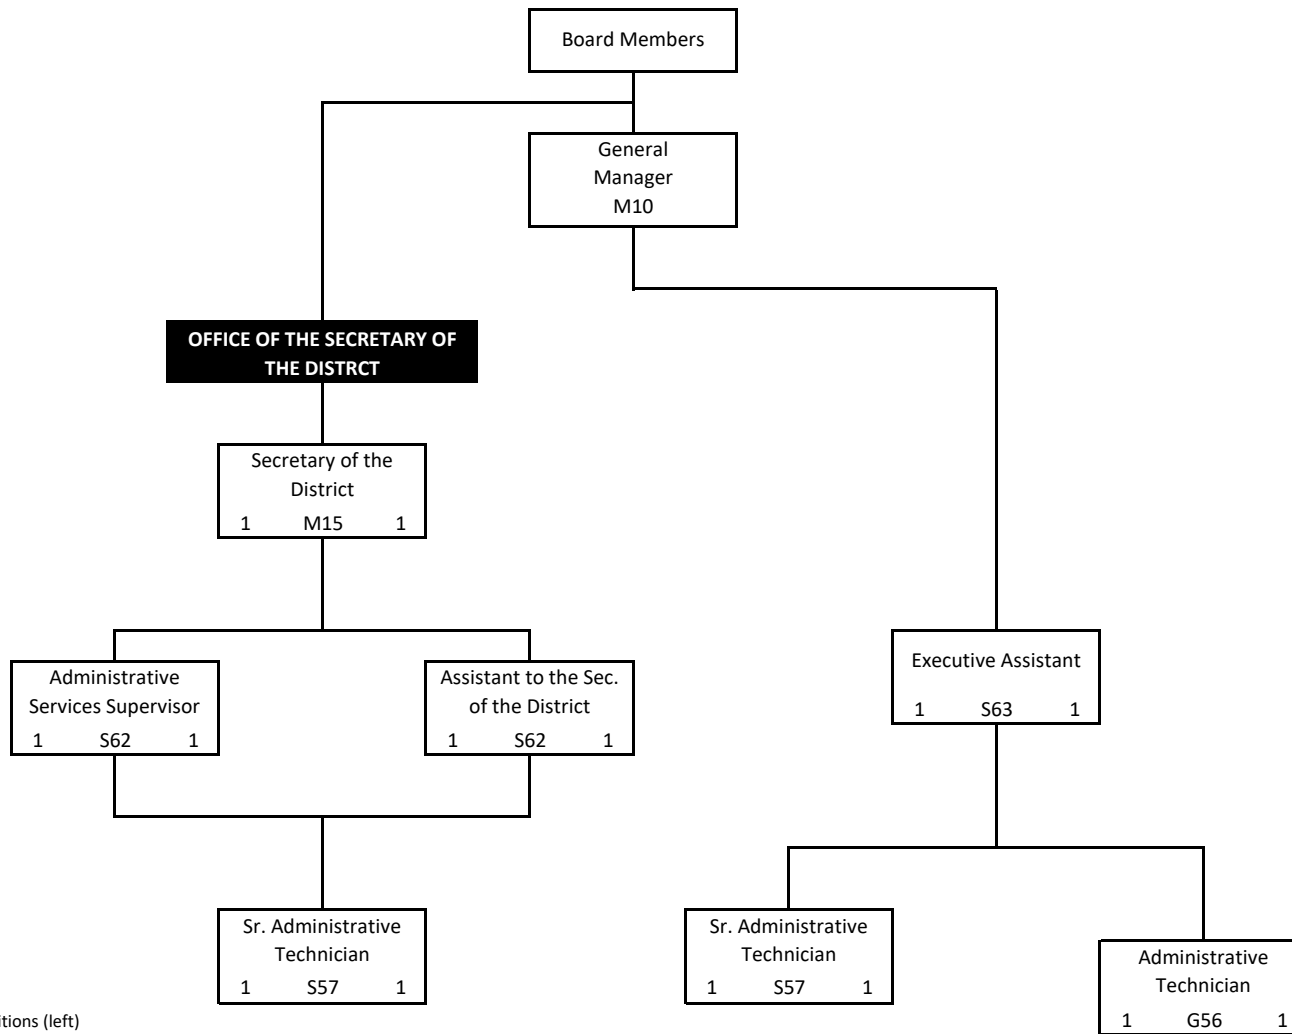 Board Members
General
Manager
M10
OFFICE OF THE SECRETARY OF
THE DISTRCT
Secretary of the
District
1 M15 1
Administrative
Services Supervisor
1 S62 1
Assistant to the Sec.
of the District
1 S62 1
Executive Assistant
1 S63 1
Sr. Administrative
Technician
1 S57 1
Sr. Administrative
Technician
1 S57 1
Administrative
Technician
1 G56 1
(left)